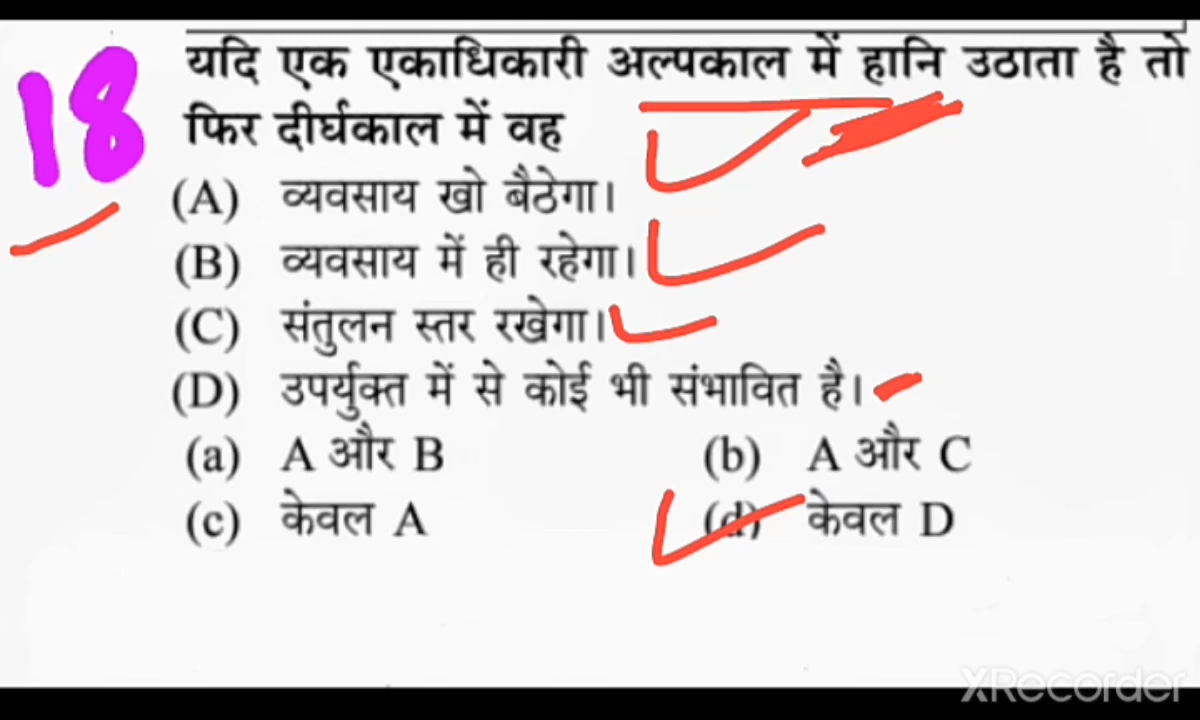 18
यदि एक एकाधिकारी अल्पकाल में हानि उठाता है तो
फिर दीर्घकाल में वह
(A) व्यवसाय खो बैठेगा।
(B) व्यवसाय में ही रहेगा।
(C) संतुलन स्तर रखेगा।
(D) उपर्युक्त में से कोई भी संभावित है।
(a) A और B (b) A और C
(c) केवल A (d) केवल D
XRecorder